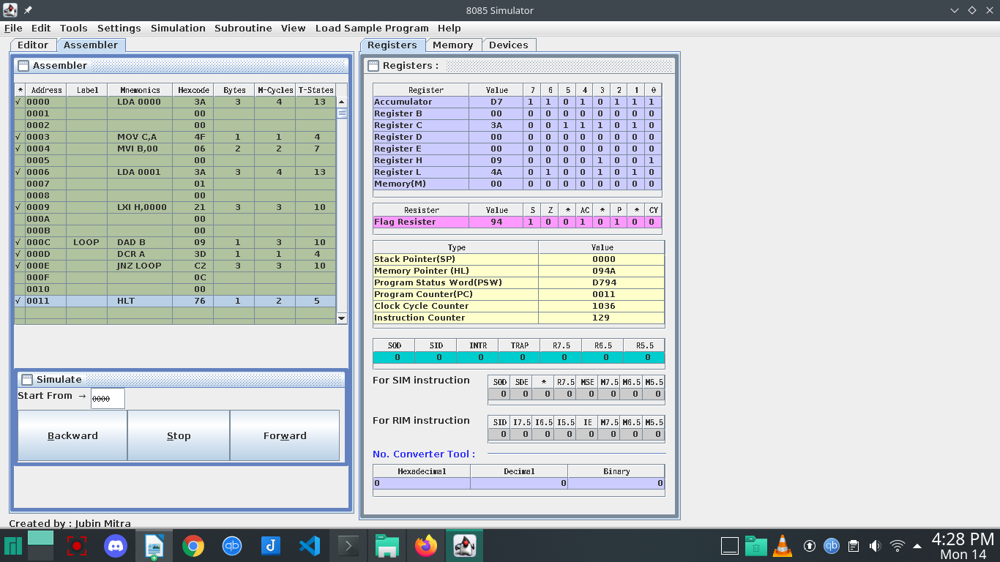 8085 Simulator
File Edit Tools Settings Simulation Subroutine View Load Sample Program Help
Editor Assembler
Assembler
* Address Label Mnemonics Hexcode Bytes M-Cycles T-States
√ 0000 LDA 0000 3A 3 4 13
0001 00
0002 00
√ 0003 MOV C,A 4F 1 1 4
√ 0004 MVI B,00 06 2 2 7
0005 00
√ 0006 LDA 0001 3A 3 4 13
0007 01
0008 00
√ 0009 LXI H,0000 21 3 3 10
000A 00
000B 00
√ 000C LOOP DAD B 09 1 3 10
√ 000D DCR A 3D 1 1 4
√ 000E JNZ LOOP C2 3 3 10
000F 0C
0010 00
√ 0011 HLT 76 1 2 5
Simulate
Start From → 0000
Backward Stop Forward
Created by : Jubin Mitra
Registers Memory Devices
Registers :
Register Value 7 6 5 4 3 2 1 0
Accumulator D7 1 1 0 1 0 1 1 1
Register B 00 0 0 0 0 0 0 0 0
Register C 3A 0 0 1 1 1 0 1 0
Register D 00 0 0 0 0 0 0 0 0
Register E 00 0 0 0 0 0 0 0 0
Register H 09 0 0 0 0 1 0 0 1
Register L 4A 0 1 0 0 1 0 1 0
Memory(M) 00 0 0 0 0 0 0 0 0
Resister Value S Z * AC * P * CY
Flag Resister 94 1 0 0 1 0 1 0 0
Type Value
Stack Pointer(SP) 0000
Memory Pointer (HL) 094A
Program Status Word(PSW) D794
Program Counter(PC) 0011
Clock Cycle Counter 1036
Instruction Counter 129
SOD SID INTR TRAP R7.5 R6.5 R5.5
0 0 0 0 0 0 0
For SIM instruction
SOD SDE * R7.5 MSE M7.5 M6.5 M5.5
0 0 0 0 0 0 0 0
For RIM instruction
SID I7.5 I6.5 I5.5 IE M7.5 M6.5 M5.5
0 0 0 0 0 0 0 0
No. Converter Tool :
Hexadecimal Decimal Binary
0 0 0
qb
J
qb
4:28 PM
Mon 14